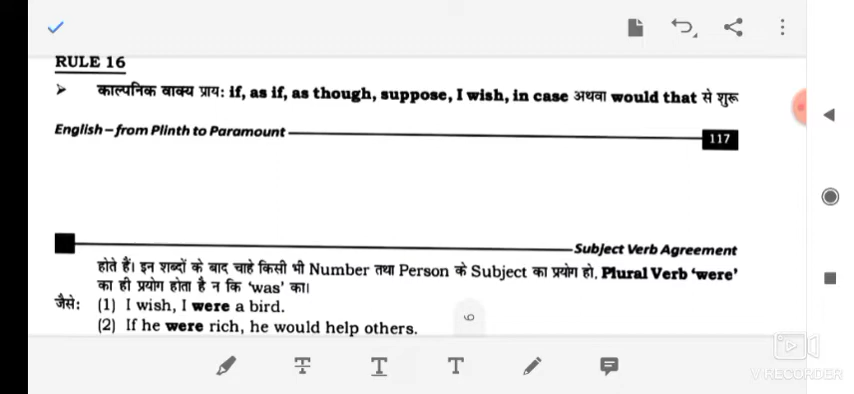 RULE 16
➤ काल्पनिक वाक्य प्राय: if, as if, as though, suppose, I wish, in case अथवा would that से शुरू
English – from Plinth to Paramount
117
Subject Verb Agreement
होते हैं। इन शब्दों के बाद चाहे किसी भी Number तथा Person के Subject का प्रयोग हो, Plural Verb 'were'
का ही प्रयोग होता है न कि 'was' का।
जैसे: (1) I wish, I were a bird.
(2) If he were rich, he would help others.
V RECORDER